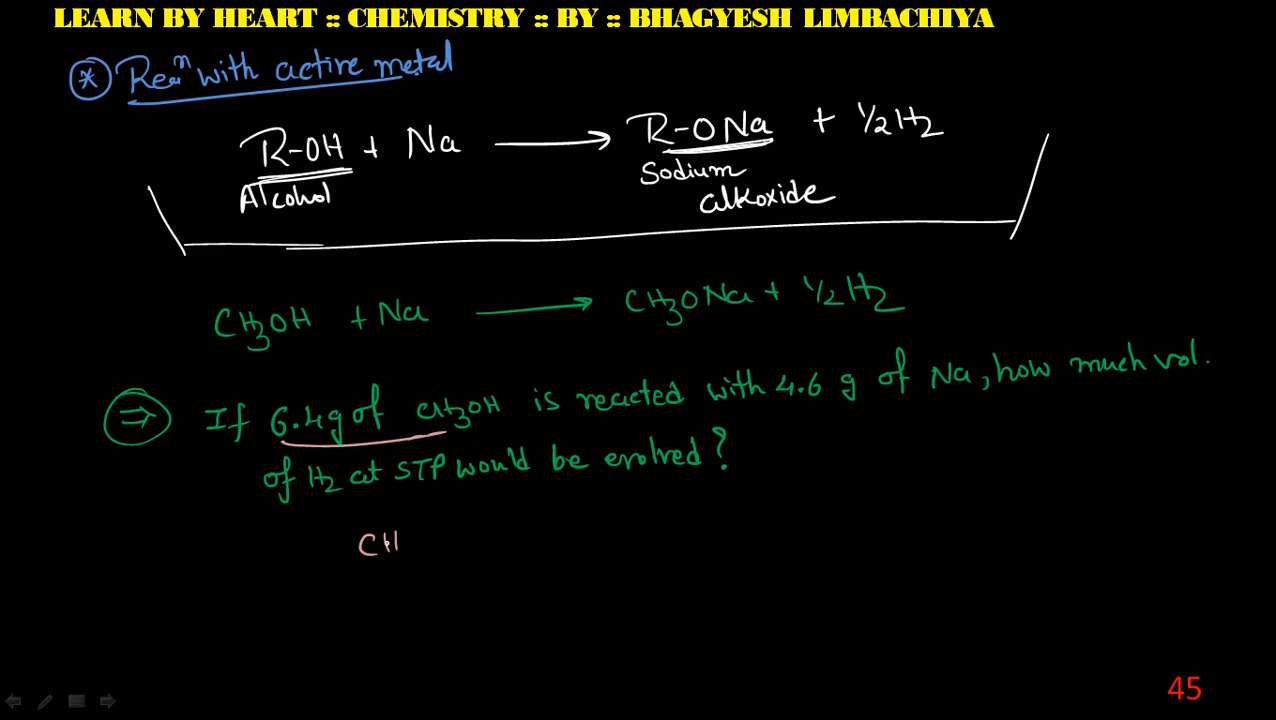 LEARN BY HEART :: CHEMISTRY :: BY :: BHAGYESH LIMBACHIYA
* Reaⁿ with active metal
R-OH + Na ⟶ R-ONa + ½H₂
Alcohol Sodium alkoxide
CH₃OH + Na ⟶ CH₃ONa + ½H₂
⇒ If 6.4g of CH₃OH is reacted with 4.6 g of Na, how much vol.
of H₂ at STP would be evolved?
CH
45